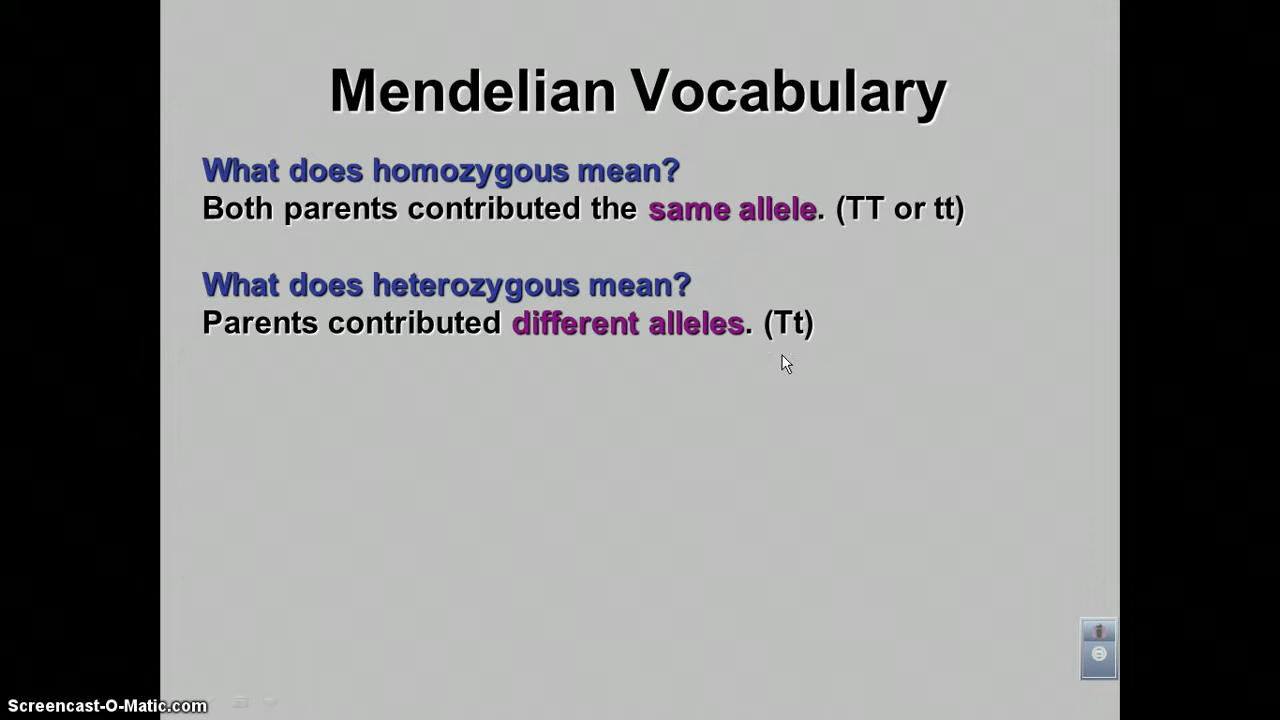 Mendelian Vocabulary
What does homozygous mean?
Both parents contributed the same allele. (TT or tt)
What does heterozygous mean?
Parents contributed different alleles. (Tt)
Screencast-O-Matic.com